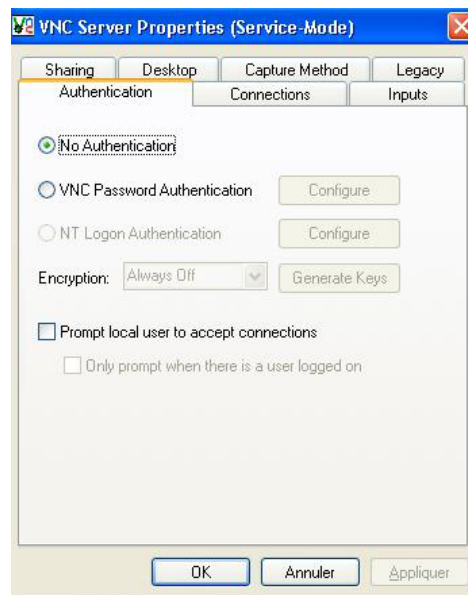 VNC Server Properties (Service-Mode)
Sharing Desktop Capture Method Legacy
Authentication Connections Inputs
No Authentication
VNC Password Authentication Configure
NT Logon Authentication Configure
Encryption: Always Off Generate Keys
Prompt local user to accept connections
Only prompt when there is a user logged on
OK Annuler Appliquer